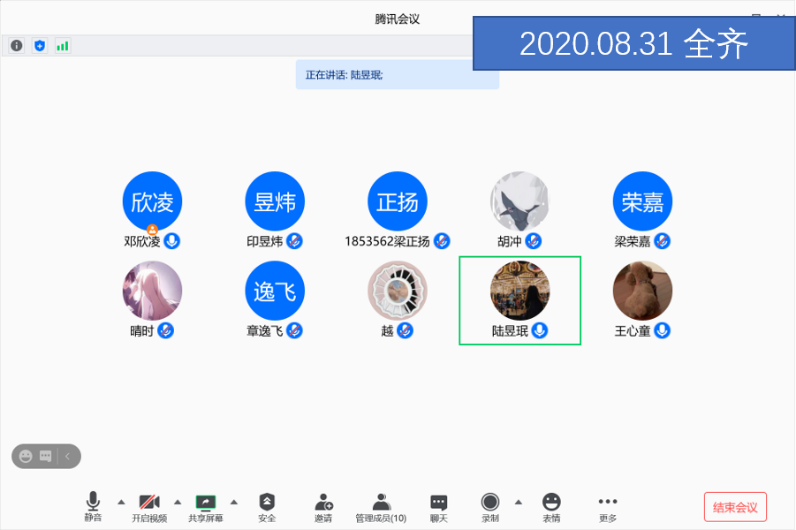 腾讯会议
2020.08.31 全齐
正在讲话: 陆昱珉;
欣凌
昱炜
正扬
荣嘉
邓欣凌
印昱炜
1853562梁正扬
胡冲
梁荣嘉
逸飞
晴时
章逸飞
越
陆昱珉
王心童
静音
开启视频
共享屏幕
安全
邀请
管理成员(10)
聊天
录制
表情
更多
结束会议